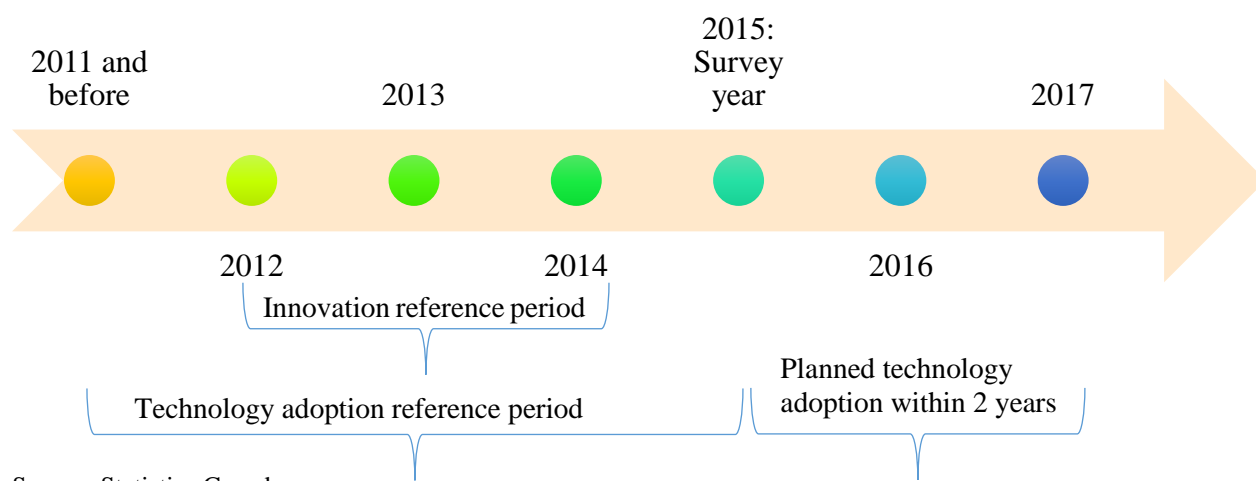 2011 and
before
2013
2015:
Survey
year
2017
2012
2014
2016
Innovation reference period
Technology adoption reference period
Planned technology
adoption within 2 years